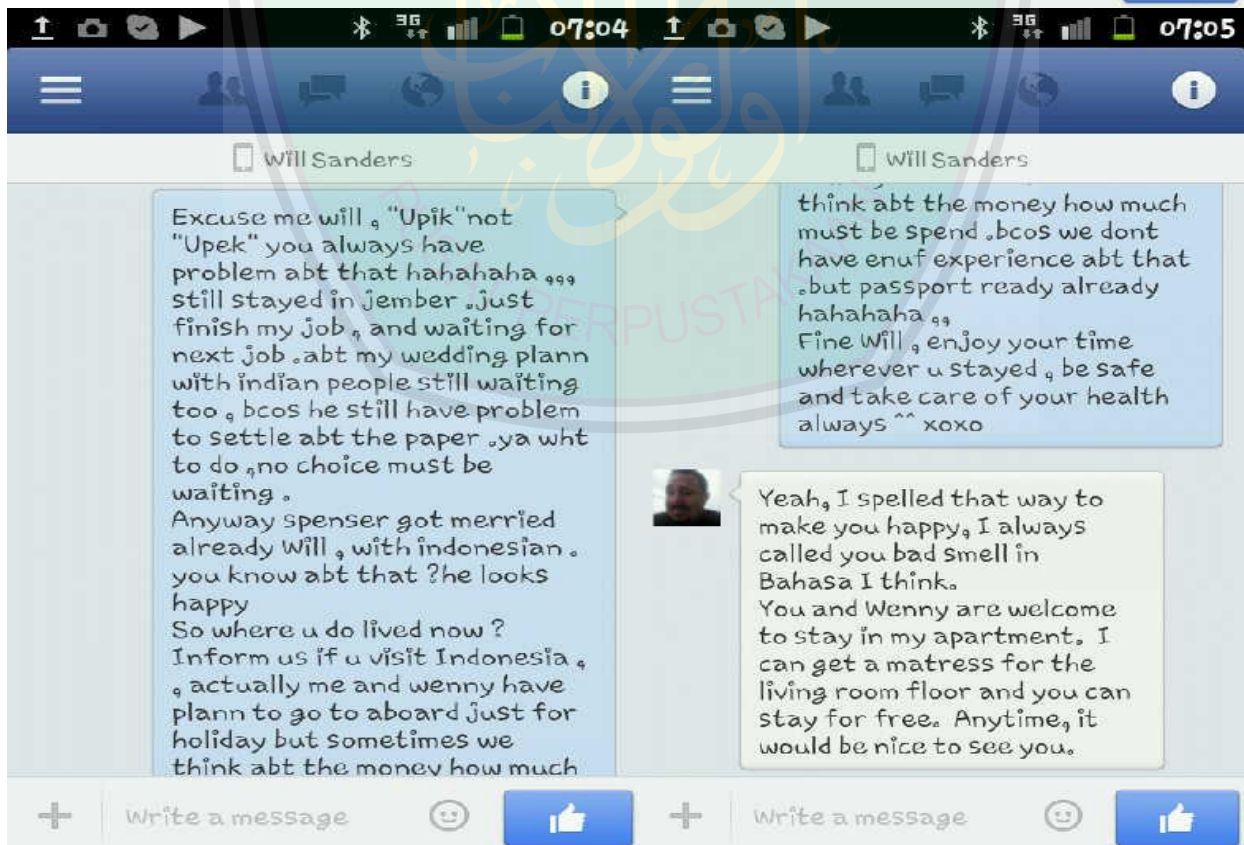 07:04
Will Sanders
Excuse me will , "Upik"not
"Upek" you always have
problem abt that hahahaha ,,,
still stayed in jember .just
finish my job , and waiting for
next job .abt my wedding plann
with indian people still waiting
too , bcos he still have problem
to settle abt the paper .ya wht
to do ,no choice must be
waiting .
Anyway spenser got merried
already Will , with indonesian .
you know abt that ?he looks
happy
So where u do lived now ?
Inform us if u visit Indonesia ,
, actually me and wenny have
plann to go to aboard just for
holiday but sometimes we
think abt the money how much
Write a message
07:05
Will Sanders
think abt the money how much
must be spend .bcos we dont
have enuf experience abt that
.but passport ready already
hahahaha ,,
Fine Will , enjoy your time
wherever u stayed , be safe
and take care of your health
always ^^ xoxo
Yeah, I spelled that way to
make you happy, I always
called you bad smell in
Bahasa I think.
You and Wenny are welcome
to stay in my apartment. I
can get a matress for the
living room floor and you can
stay for free. Anytime, it
would be nice to see you.
Write a message